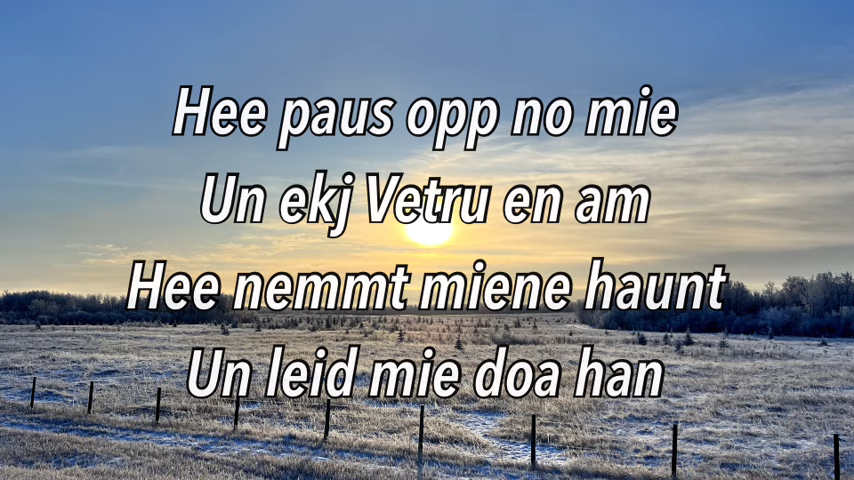 Hee paus opp no mie
Un ekj Vetru en am
Hee nemmt miene haunt
Un leid mie doa han